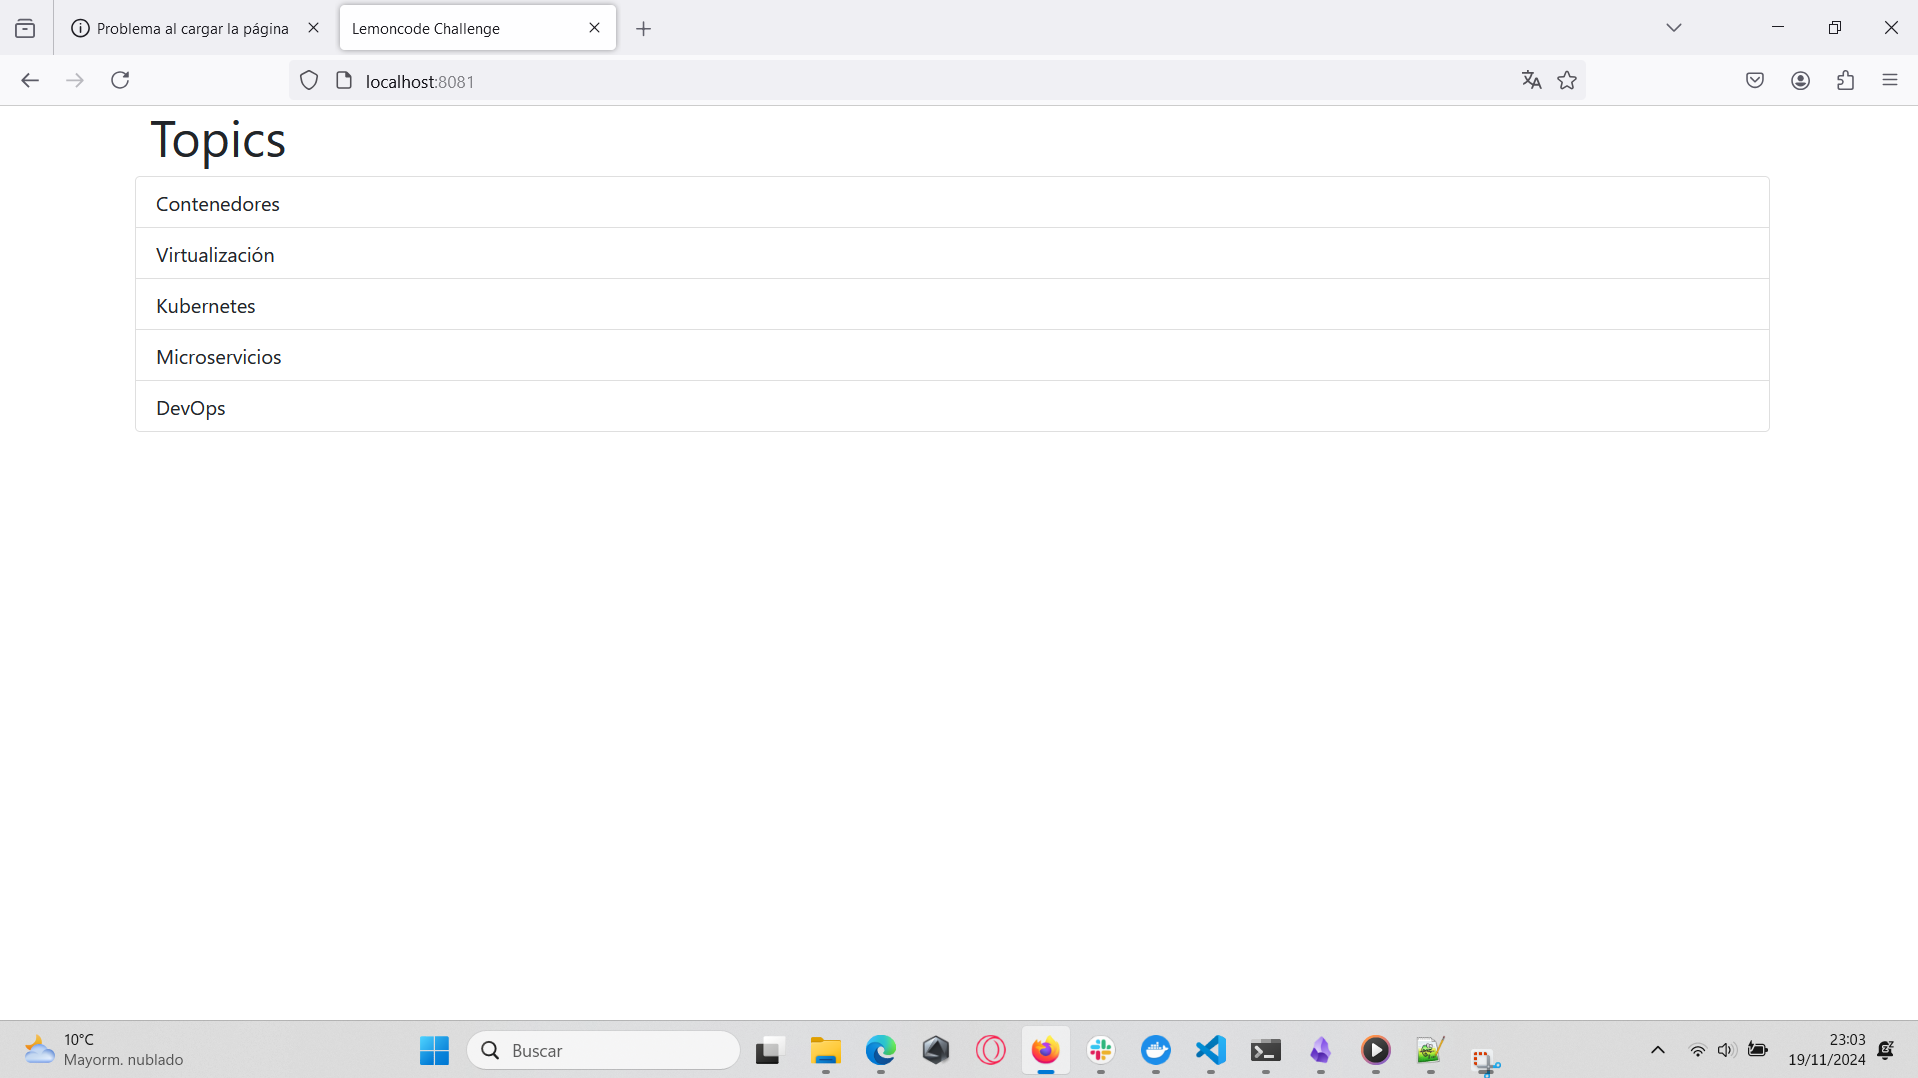 Problema al cargar la página
Lemoncode Challenge
localhost:8081
Topics
Contenedores
Virtualización
Kubernetes
Microservicios
DevOps
10°C
Mayorm. nublado
Buscar
23:03
19/11/2024